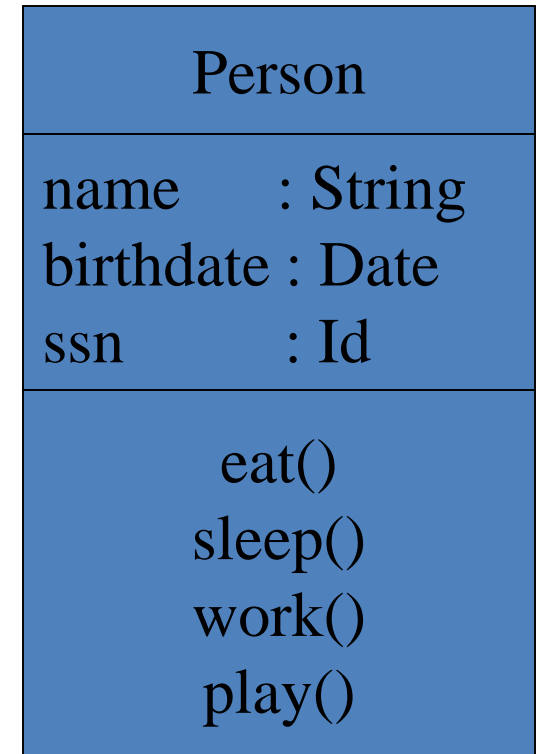 Person
name : String
birthdate : Date
ssn : Id
eat()
sleep()
work()
play()